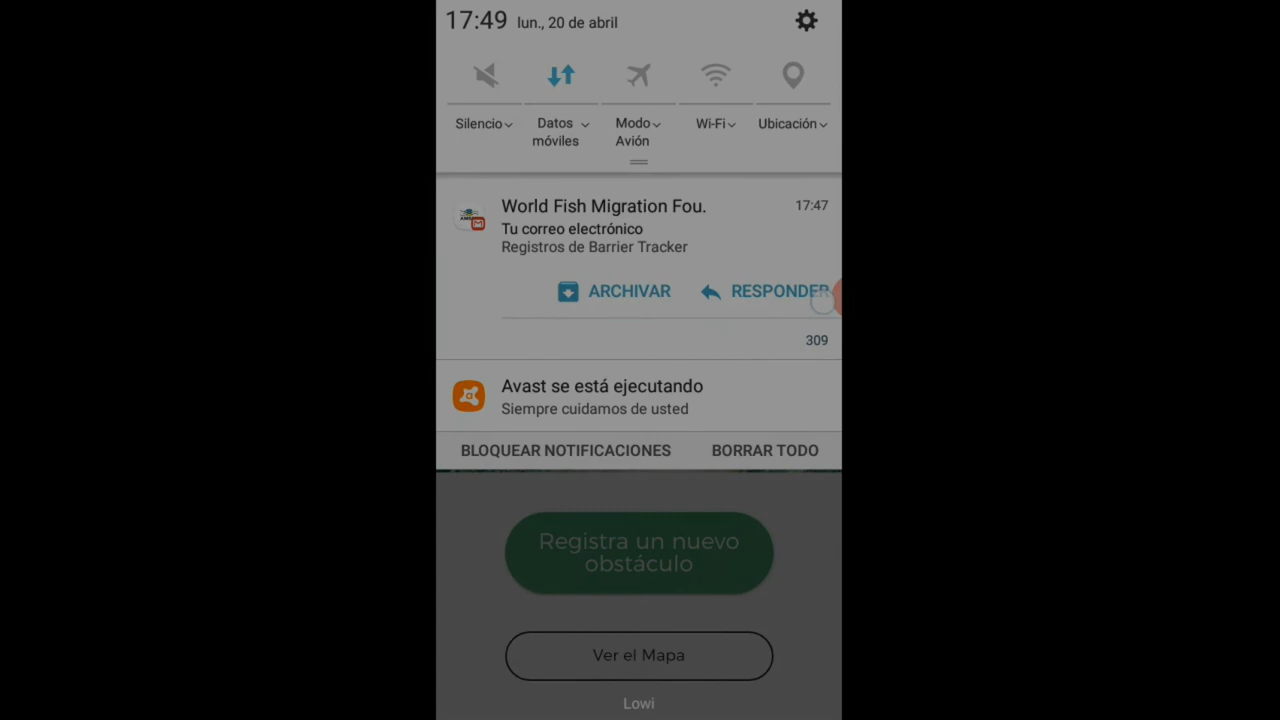 17:49 lun., 20 de abril
Silencio
Datos móviles
Modo Avión
Wi-Fi
Ubicación
World Fish Migration Fou. 17:47
Tu correo electrónico
Registros de Barrier Tracker
ARCHIVAR RESPONDER
309
Avast se está ejecutando
Siempre cuidamos de usted
BLOQUEAR NOTIFICACIONES BORRAR TODO
Registra un nuevo
obstáculo
Ver el Mapa
Lowi